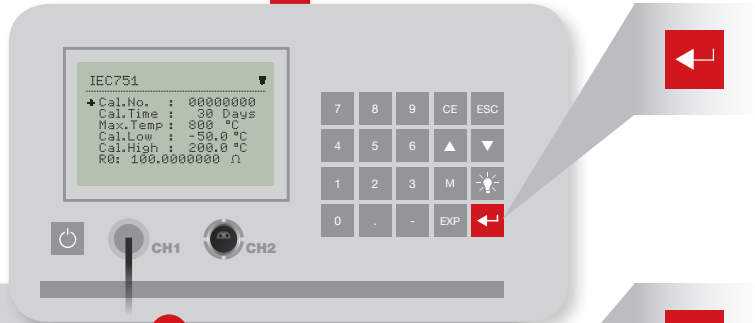 IEC751
Cal.No. : 00000000
Cal.Time : 30 Days
Max.Temp : 800 °C
Cal.Low : -50.0 °C
Cal.High : 200.0 °C
R0: 100.0000000 Ω
7 8 9 CE ESC
4 5 6
1 2 3 M
0 . - EXP
CH1 CH2